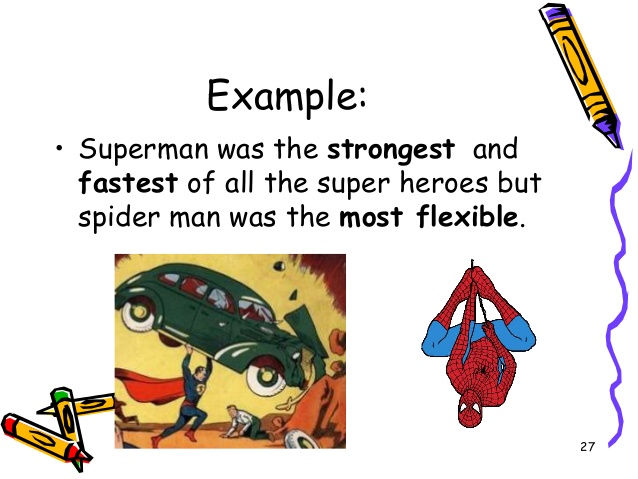 Example:
• Superman was the strongest and
fastest of all the super heroes but
spider man was the most flexible.
27